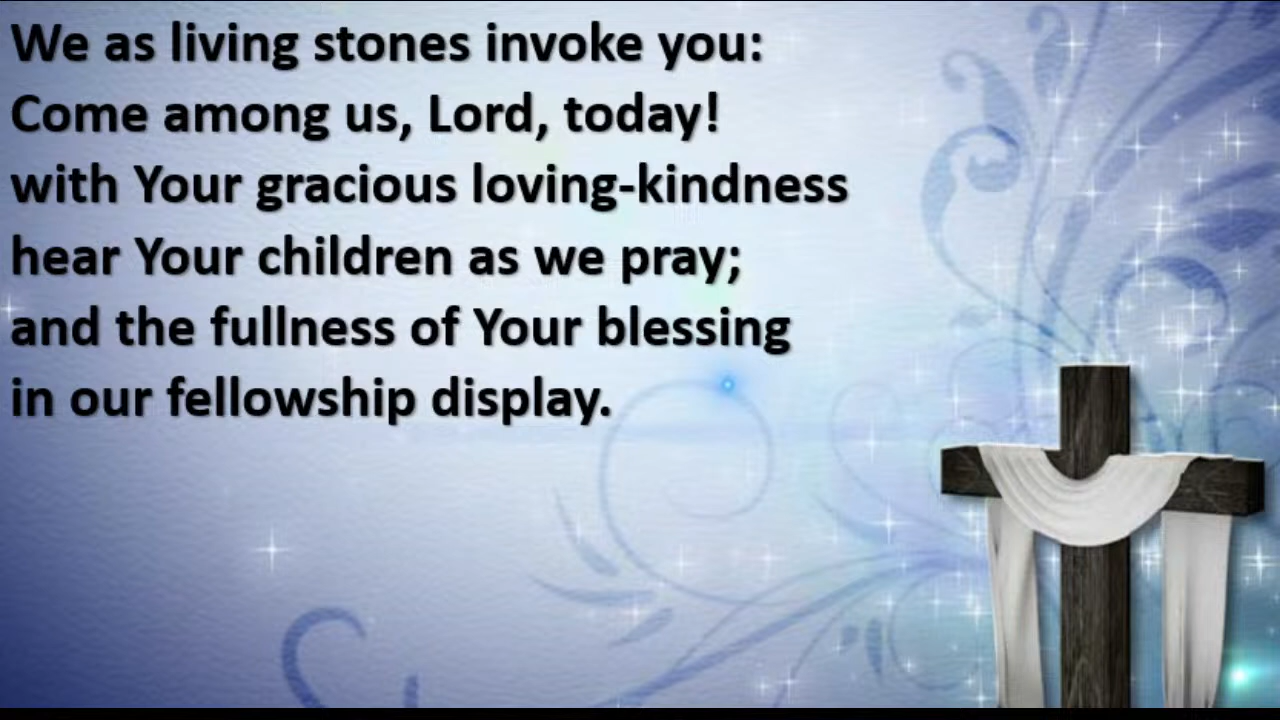 We as living stones invoke you:
Come among us, Lord, today!
with Your gracious loving-kindness
hear Your children as we pray;
and the fullness of Your blessing
in our fellowship display.